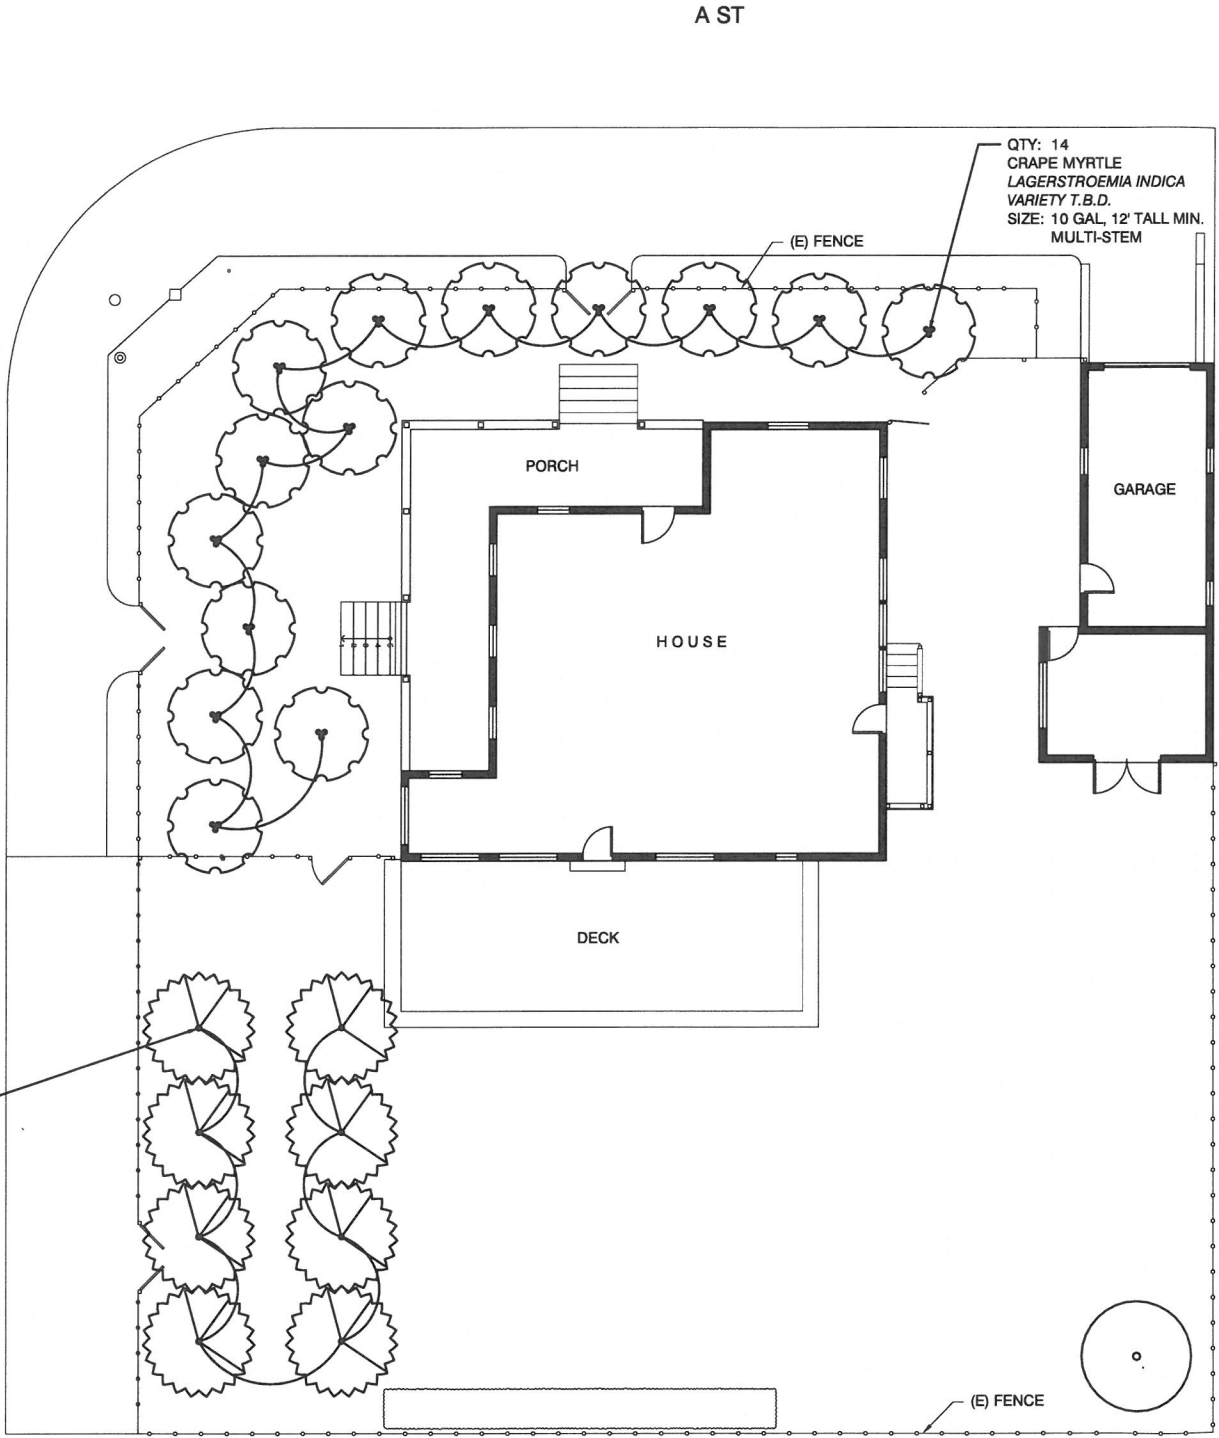 A ST
QTY: 14
CRAPE MYRTLE
LAGERSTROEMIA INDICA
VARIETY T.B.D.
SIZE: 10 GAL, 12' TALL MIN.
MULTI-STEM
(E) FENCE
PORCH
GARAGE
HOUSE
DECK
(E) FENCE